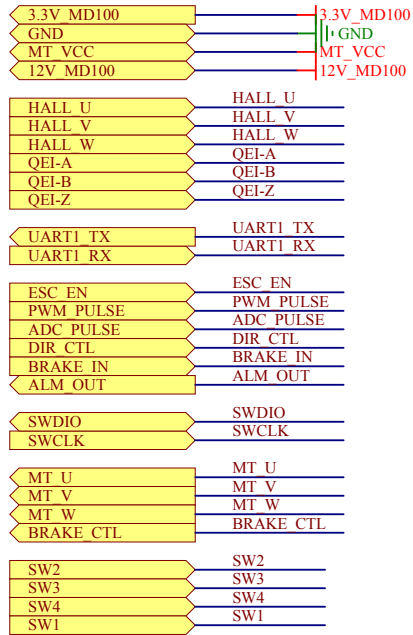 3.3V_MD100 3.3V_MD100
GND GND
MT_VCC MT_VCC
12V_MD100 12V_MD100
HALL_U HALL_U
HALL_V HALL_V
HALL_W HALL_W
QEI-A QEI-A
QEI-B QEI-B
QEI-Z QEI-Z
UART1_TX UART1_TX
UART1_RX UART1_RX
ESC_EN ESC_EN
PWM_PULSE PWM_PULSE
ADC_PULSE ADC_PULSE
DIR_CTL DIR_CTL
BRAKE_IN BRAKE_IN
ALM_OUT ALM_OUT
SWDIO SWDIO
SWCLK SWCLK
MT_U MT_U
MT_V MT_V
MT_W MT_W
BRAKE_CTL BRAKE_CTL
SW2 SW2
SW3 SW3
SW4 SW4
SW1 SW1